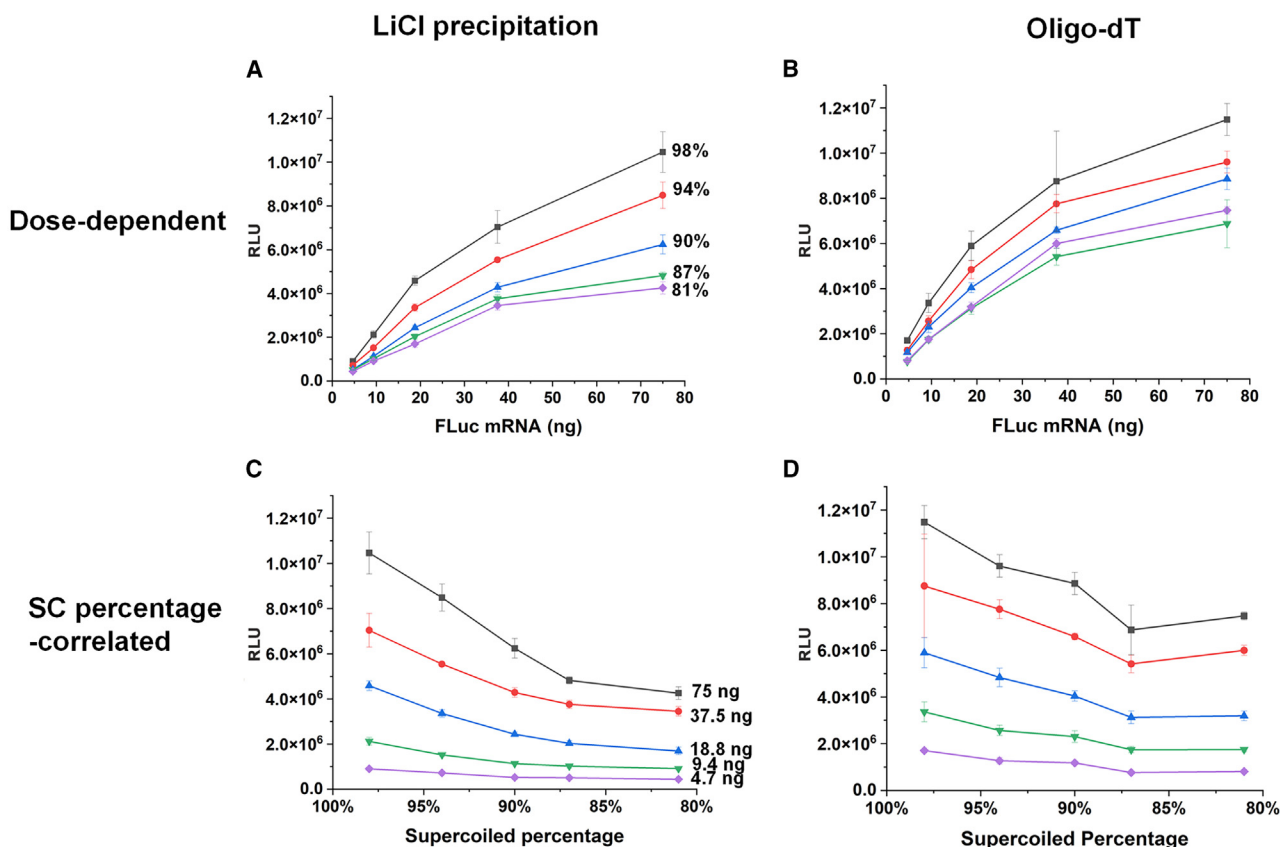 LiCl precipitation
Oligo-dT
Dose-dependent
A
1.2×10⁷
1.0×10⁷
8.0×10⁶
6.0×10⁶
4.0×10⁶
2.0×10⁶
0.0
RLU
98%
94%
90%
87%
81%
0 10 20 30 40 50 60 70 80
FLuc mRNA (ng)
B
1.2×10⁷
1.0×10⁷
8.0×10⁶
6.0×10⁶
4.0×10⁶
2.0×10⁶
0.0
RLU
0 10 20 30 40 50 60 70 80
FLuc mRNA (ng)
SC percentage
-correlated
C
1.2×10⁷
1.0×10⁷
8.0×10⁶
6.0×10⁶
4.0×10⁶
2.0×10⁶
0.0
RLU
75 ng
37.5 ng
18.8 ng
9.4 ng
4.7 ng
100% 95% 90% 85% 80%
Supercoiled percentage
D
1.2×10⁷
1.0×10⁷
8.0×10⁶
6.0×10⁶
4.0×10⁶
2.0×10⁶
0.0
RLU
100% 95% 90% 85% 80%
Supercoiled Percentage